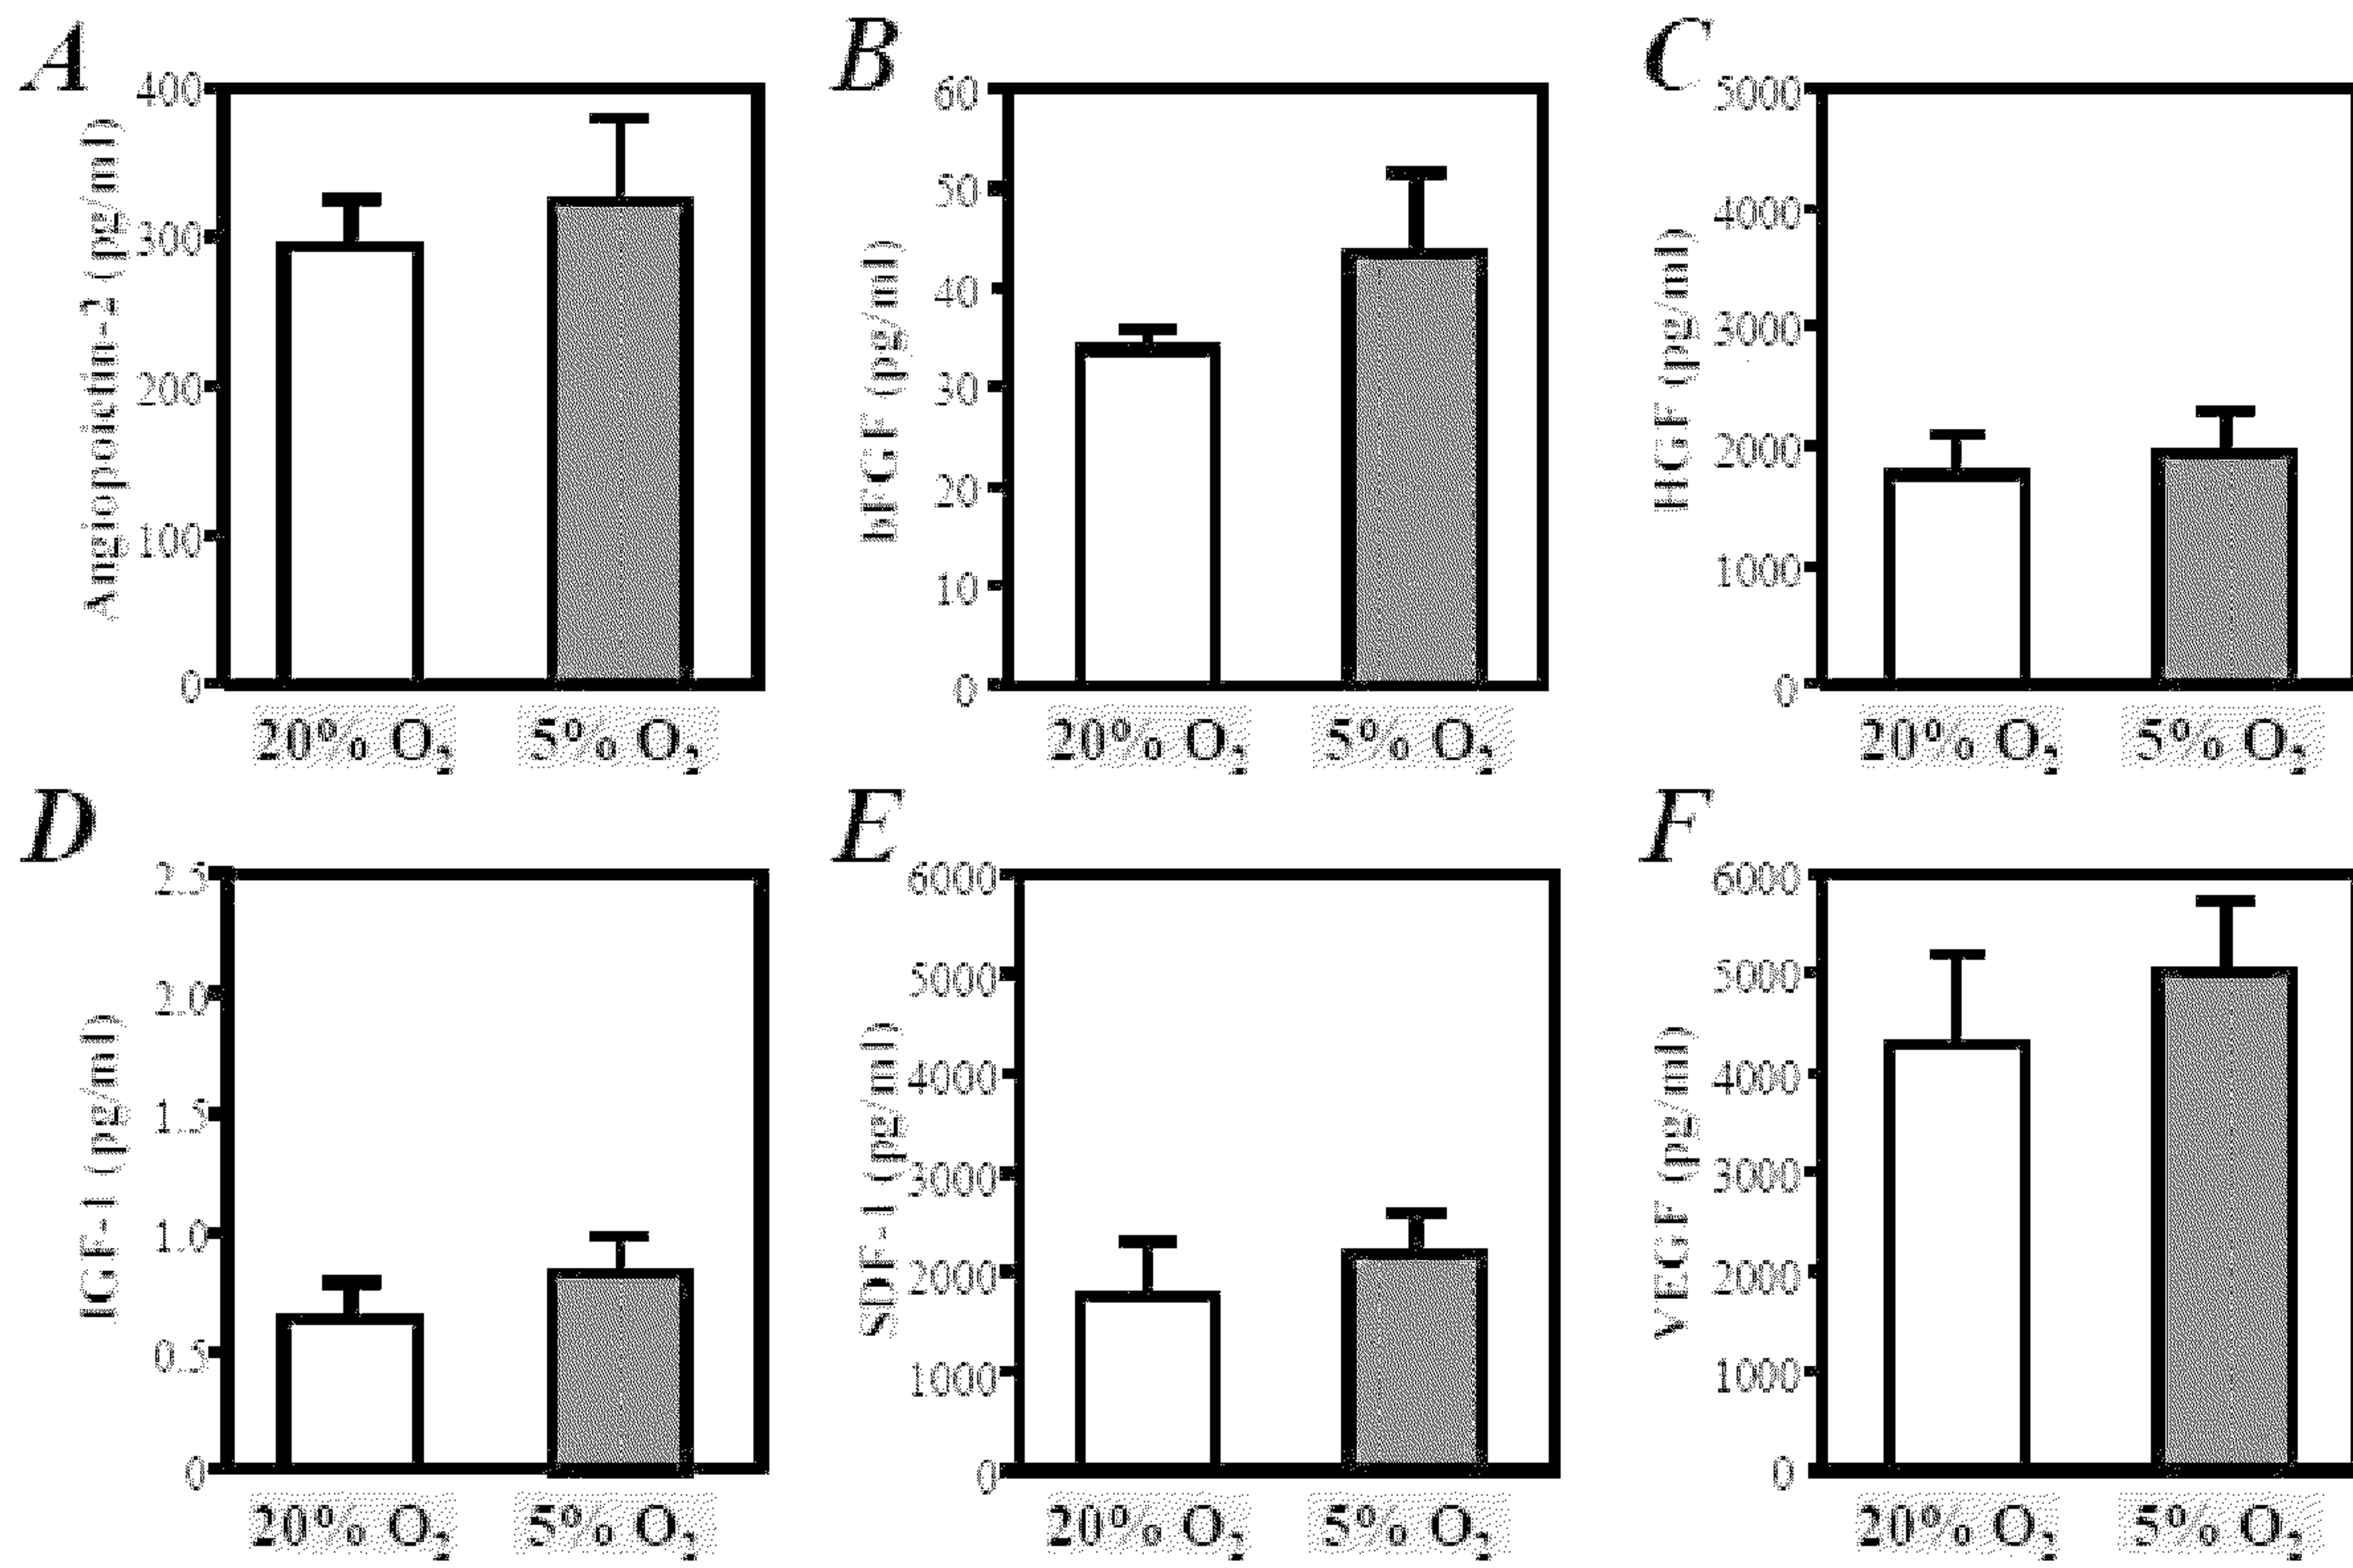 A
400
300
200
100
0
Angiopoietin-2 (pg/ml)
20% O₂ 5% O₂
B
60
50
40
30
20
10
0
bFGF (pg/ml)
20% O₂ 5% O₂
C
5000
4000
3000
2000
1000
0
HGF (pg/ml)
20% O₂ 5% O₂
D
2.5
2.0
1.5
1.0
0.5
0
IGF-1 (pg/ml)
20% O₂ 5% O₂
E
6000
5000
4000
3000
2000
1000
0
SDF-1 (pg/ml)
20% O₂ 5% O₂
F
6000
5000
4000
3000
2000
1000
0
VEGF (pg/ml)
20% O₂ 5% O₂